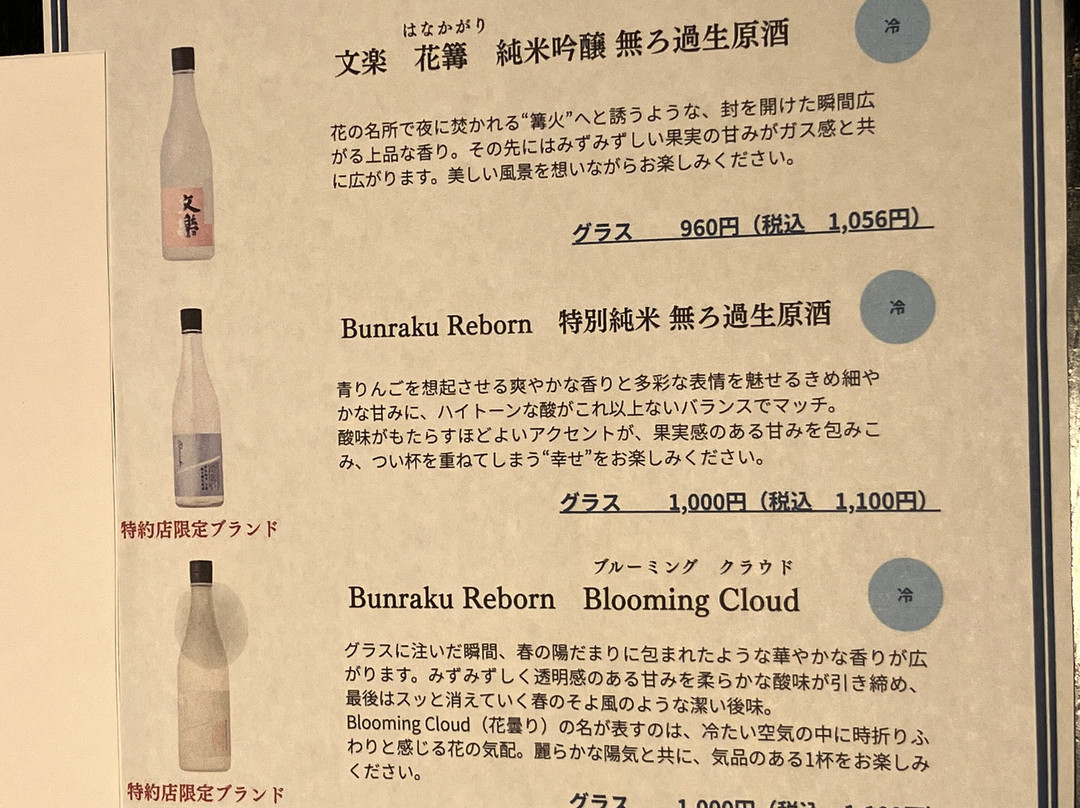 はなかがり
文楽　花篝　純米吟醸 無ろ過生原酒
冷
花の名所で夜に焚かれる“篝火”へと誘うような、封を開けた瞬間広
がる上品な香り。その先にはみずみずしい果実の甘みがガス感と共
に広がります。美しい風景を想いながらお楽しみください。
文楽
グラス　　960円（税込　1,056円）
Bunraku Reborn　特別純米 無ろ過生原酒
冷
青りんごを想起させる爽やかな香りと多彩な表情を魅せるきめ細や
かな甘みに、ハイトーンな酸がこれ以上ないバランスでマッチ。
酸味がもたらすほどよいアクセントが、果実感のある甘みを包みこ
み、つい杯を重ねてしまう“幸せ”をお楽しみください。
グラス　　1,000円（税込　1,100円）
特約店限定ブランド
ブルーミング　クラウド
Bunraku Reborn　Blooming Cloud
冷
グラスに注いだ瞬間、春の陽だまりに包まれたような華やかな香りが広
がります。みずみずしく透明感のある甘みを柔らかな酸味が引き締め、
最後はスッと消えていく春のそよ風のような潔い後味。
Blooming Cloud（花曇り）の名が表すのは、冷たい空気の中に時折りふ
わりと感じる花の気配。麗らかな陽気と共に、気品のある1杯をお楽しみ
ください。
特約店限定ブランド
グラス　　1,000円（税込　1,100円）